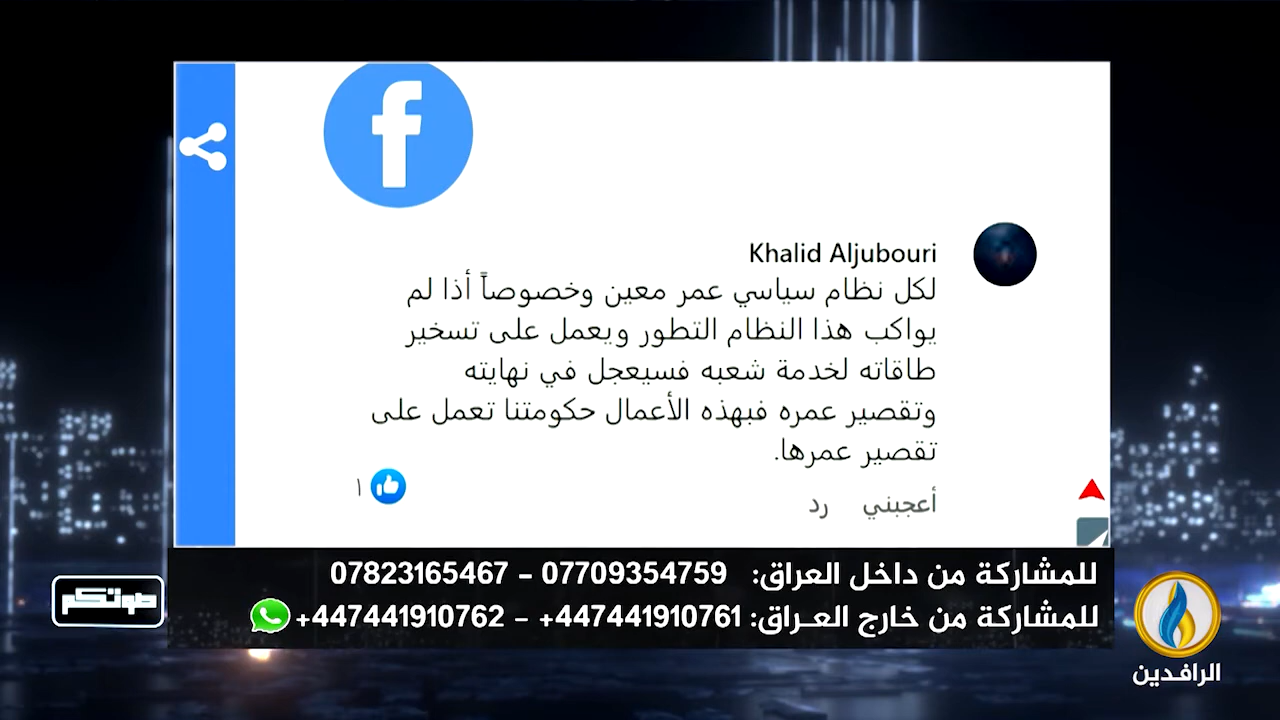 f
Khalid Aljubouri
لكل نظام سياسي عمر معين وخصوصاً أذا لم
يواكب هذا النظام التطور ويعمل على تسخير
طاقاته لخدمة شعبه فسيعجل في نهايته
وتقصير عمره فبهذه الأعمال حكومتنا تعمل على
تقصير عمرها.
أعجبني رد ١
للمشاركة من داخل العراق: 07709354759 - 07823165467
للمشاركة من خارج العـراق: 447441910761+ - 447441910762+
صوتكم
الرافدين